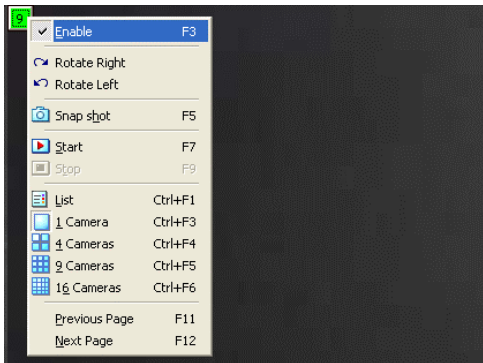 9
Enable F3
Rotate Right
Rotate Left
Snap shot F5
Start F7
Stop F9
List Ctrl+F1
1 Camera Ctrl+F3
4 Cameras Ctrl+F4
9 Cameras Ctrl+F5
16 Cameras Ctrl+F6
Previous Page F11
Next Page F12